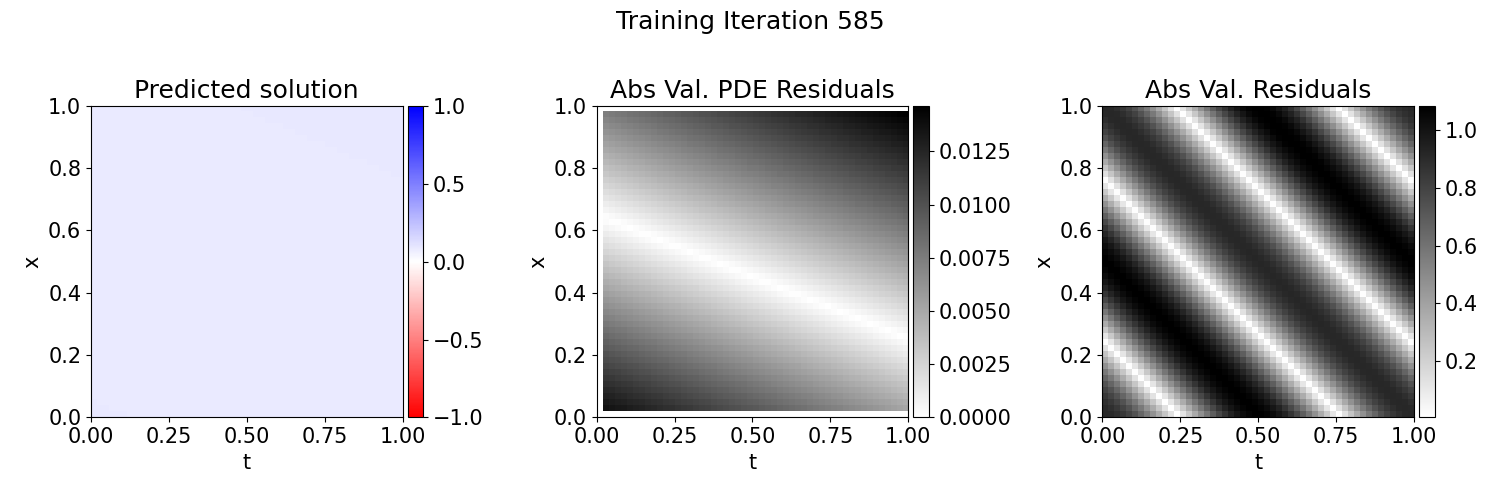 Training Iteration 585
Predicted solution
Abs Val. PDE Residuals
Abs Val. Residuals
1.0
0.8
0.6
0.4
0.2
0.0
x
0.00 0.25 0.50 0.75 1.00
t
1.0
0.5
0.0
−0.5
−1.0
1.0
0.8
0.6
0.4
0.2
0.0
x
0.00 0.25 0.50 0.75 1.00
t
0.0125
0.0100
0.0075
0.0050
0.0025
0.0000
1.0
0.8
0.6
0.4
0.2
0.0
x
0.00 0.25 0.50 0.75 1.00
t
1.0
0.8
0.6
0.4
0.2